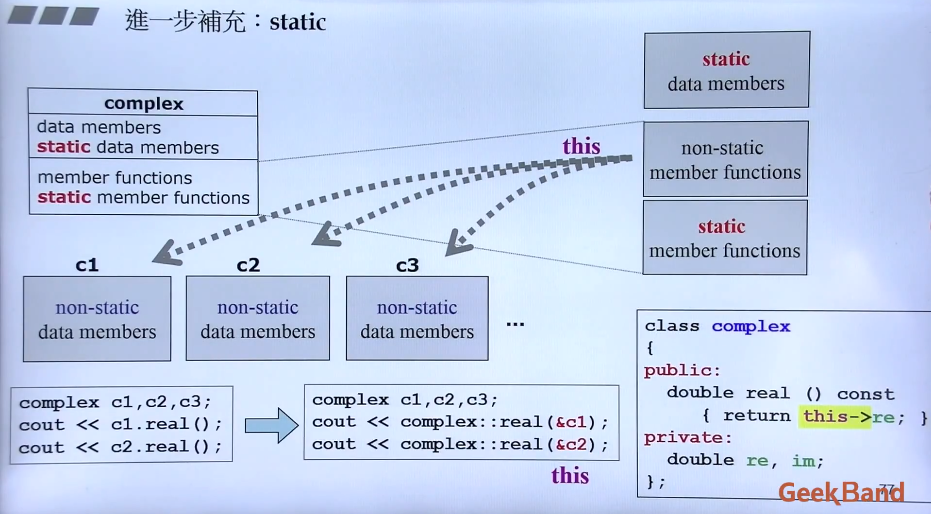 進一步補充：static
static
data members
complex
data members
static data members
member functions
static member functions
this
non-static
member functions
static
member functions
c1
c2
c3
non-static
data members
non-static
data members
non-static
data members
...
complex c1,c2,c3;
cout << c1.real();
cout << c2.real();
complex c1,c2,c3;
cout << complex::real(&c1);
cout << complex::real(&c2);
this
class complex
{
public:
double real () const
{ return this->re; }
private:
double re, im;
};
77
GeekBand